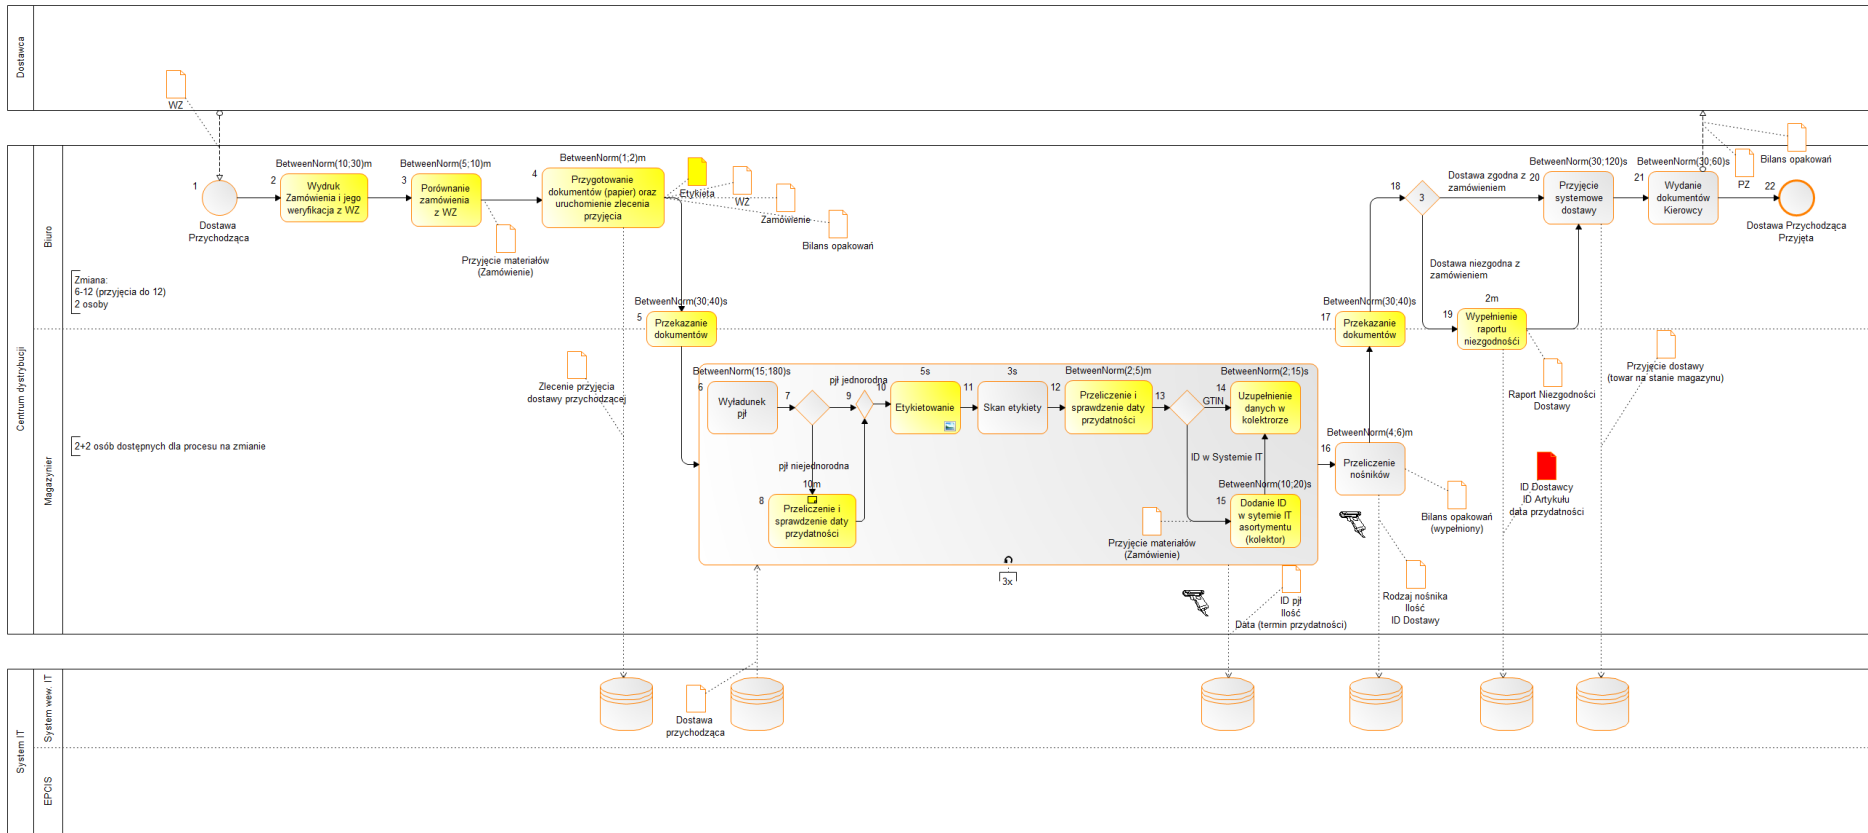 Dostawca
WZ
Centrum dystrybucji
Biuro
Zmiana:
6-12 (przyjęcia do 12)
2 osoby
1
Dostawa
Przychodząca
BetweenNorm(10;30)m
2
Wydruk
Zamówienia i jego
weryfikacja z WZ
BetweenNorm(5;10)m
3
Porównanie
zamówienia
z WZ
Przyjęcie materiałów
(Zamówienie)
BetweenNorm(1;2)m
4
Przygotowanie
dokumentów (papier) oraz
uruchomienie zlecenia
przyjęcia
Etykieta
WZ
Zamówienie
Bilans opakowań
BetweenNorm(30;40)s
5
Przekazanie
dokumentów
Magazynier
2+2 osób dostępnych dla procesu na zmianie
Zlecenie przyjęcia
dostawy przychodzącej
BetweenNorm(15;180)s
6
Wyładunek
pjł
7
pjł jednorodna
pjł niejednorodna
10m
8
Przeliczenie i
sprawdzenie daty
przydatności
9
5s
10
Etykietowanie
3s
11
Skan etykiety
BetweenNorm(2;5)m
12
Przeliczenie i
sprawdzenie daty
przydatności
13
GTIN
ID w Systemie IT
BetweenNorm(2;15)s
14
Uzupełnienie
danych w
kolektorze
BetweenNorm(10;20)s
15
Dodanie ID
w sytemie IT
asortymentu
(kolektor)
Przyjęcie materiałów
(Zamówienie)
3x
ID pjł
Ilość
Data (termin przydatności)
BetweenNorm(4;6)m
16
Przeliczenie
nośników
Bilans opakowań
(wypełniony)
Rodzaj nośnika
Ilość
ID Dostawy
BetweenNorm(30;40)s
17
Przekazanie
dokumentów
18
3
Dostawa zgodna z
zamówieniem
Dostawa niezgodna z
zamówieniem
2m
19
Wypełnienie
raportu
niezgodnośći
Raport Niezgodności
Dostawy
ID Dostawcy
ID Artykułu
data przydatności
BetweenNorm(30;120)s
20
Przyjęcie
systemowe
dostawy
Przyjęcie dostawy
(towar na stanie magazynu)
BetweenNorm(30;60)s
21
Wydanie
dokumentów
Kierowcy
PZ
Bilans opakowań
22
Dostawa Przychodząca
Przyjęta
System IT
System wew. IT
Dostawa
przychodząca
EPCIS